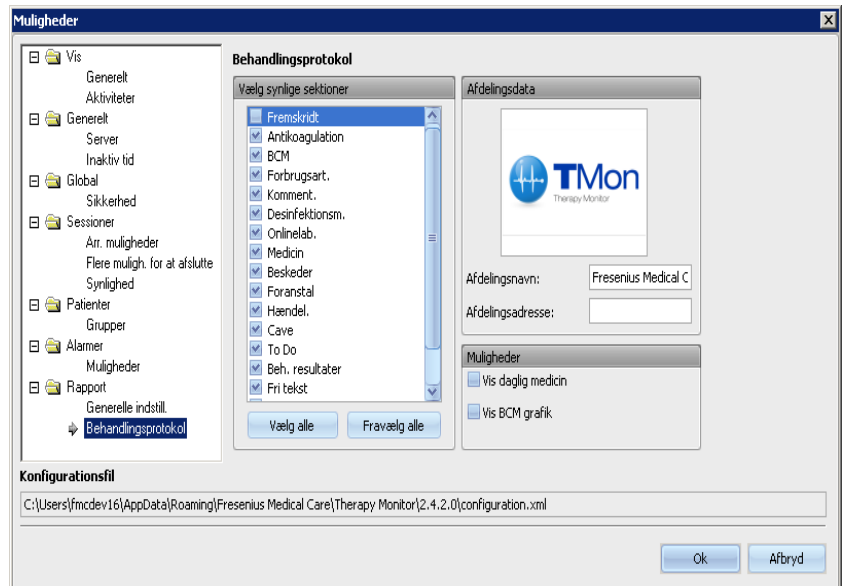 Muligheder
Vis
Generelt
Aktiviteter
Generelt
Server
Inaktiv tid
Global
Sikkerhed
Sessioner
Arr. muligheder
Flere muligh. for at afslutte
Synlighed
Patienter
Grupper
Alarmer
Muligheder
Rapport
Generelle indstill.
Behandlingsprotokol
Behandlingsprotokol
Vælg synlige sektioner
Fremskridt
Antikoagulation
BCM
Forbrugsart.
Komment.
Desinfektionsm.
Onlinelab.
Medicin
Beskeder
Foranstal
Hændel.
Cave
To Do
Beh. resultater
Fri tekst
Vælg alle
Fravælg alle
Afdelingsdata
TMon
Therapy Monitor
Afdelingsnavn: Fresenius Medical C
Afdelingsadresse:
Muligheder
Vis daglig medicin
Vis BCM grafik
Konfigurationsfil
C:\Users\fmcdev16\AppData\Roaming\Fresenius Medical Care\Therapy Monitor\2.4.2.0\configuration.xml
Ok
Afbryd